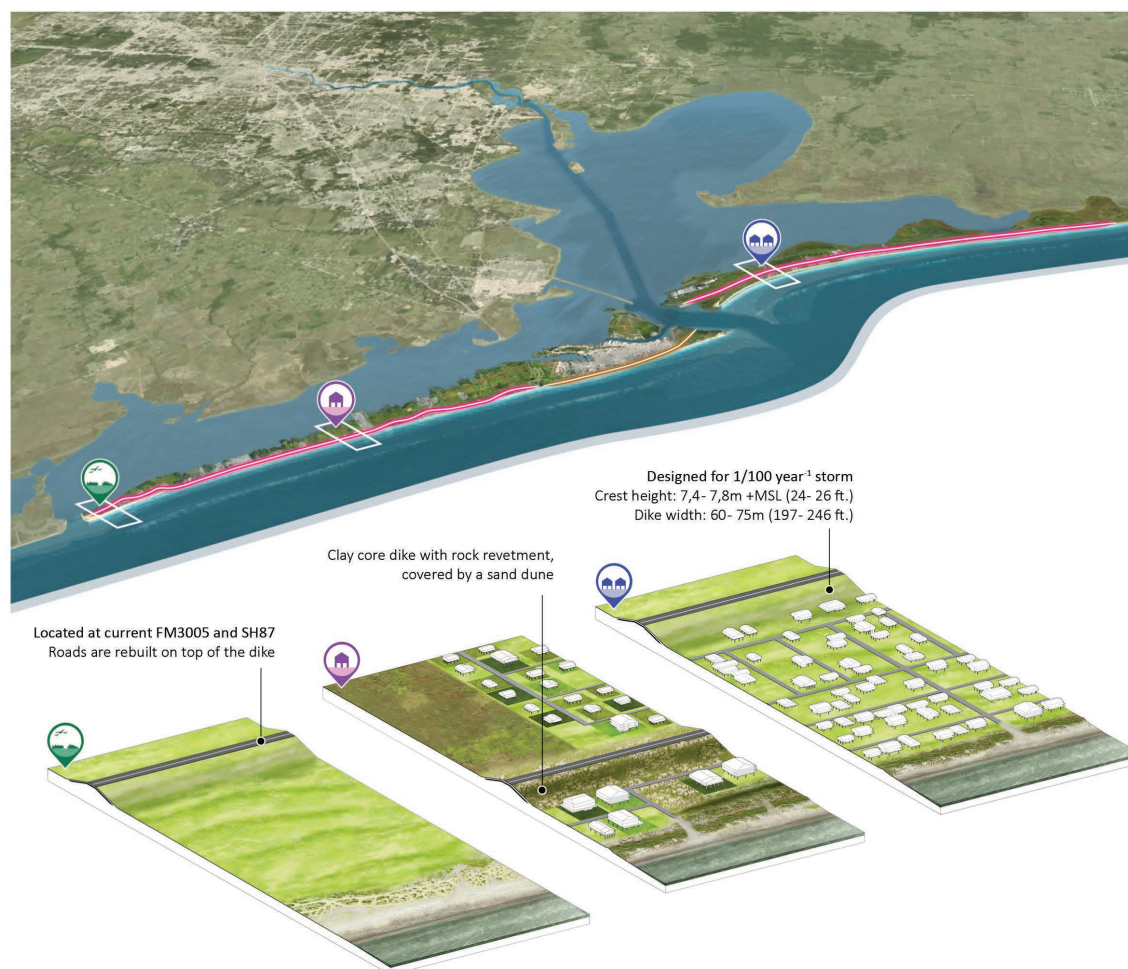 Designed for 1/100 year⁻¹ storm
Crest height: 7,4- 7,8m +MSL (24- 26 ft.)
Dike width: 60- 75m (197- 246 ft.)
Clay core dike with rock revetment,
covered by a sand dune
Located at current FM3005 and SH87
Roads are rebuilt on top of the dike